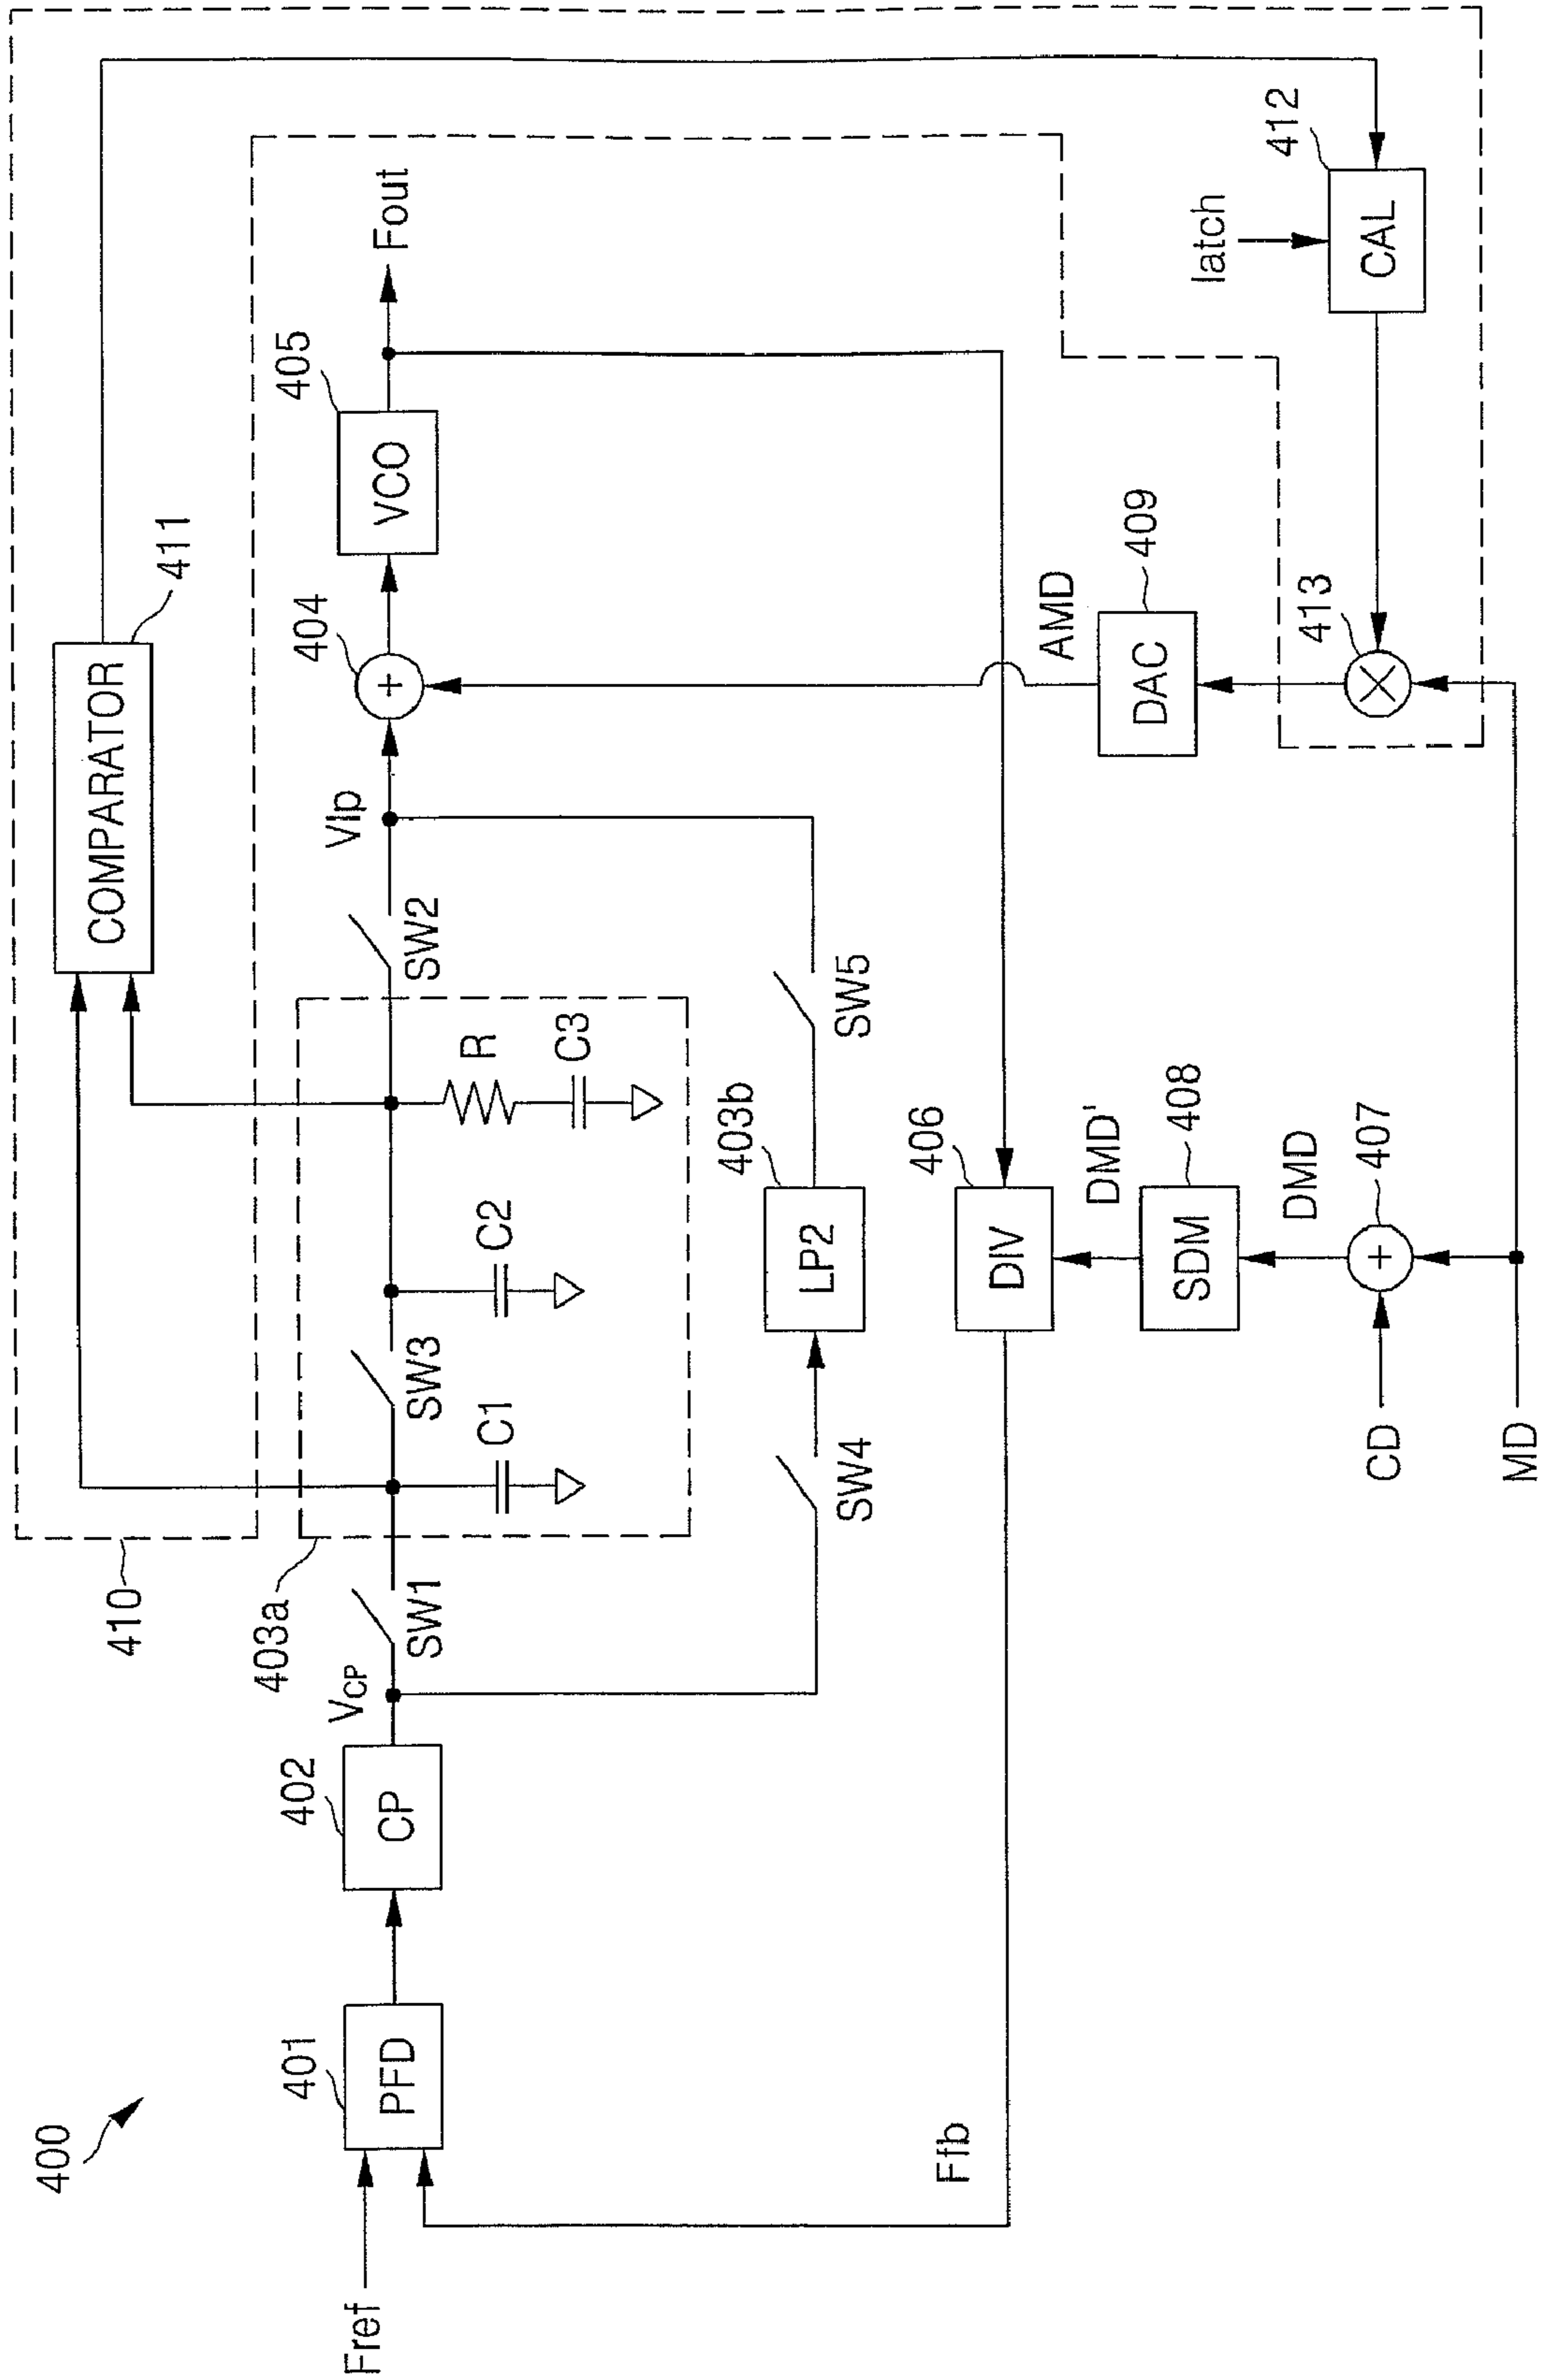 400
410
COMPARATOR
411
Fref
401
PFD
402
CP
VCP
SW1
403a
C1
SW3
C2
R
C3
SW2
Vlp
404
+
405
VCO
Fout
SW4
403b
LP2
SW5
Ffb
406
DIV
DMD'
408
SDM
DMD
407
+
CD
MD
AMD
409
DAC
413
latch
412
CAL